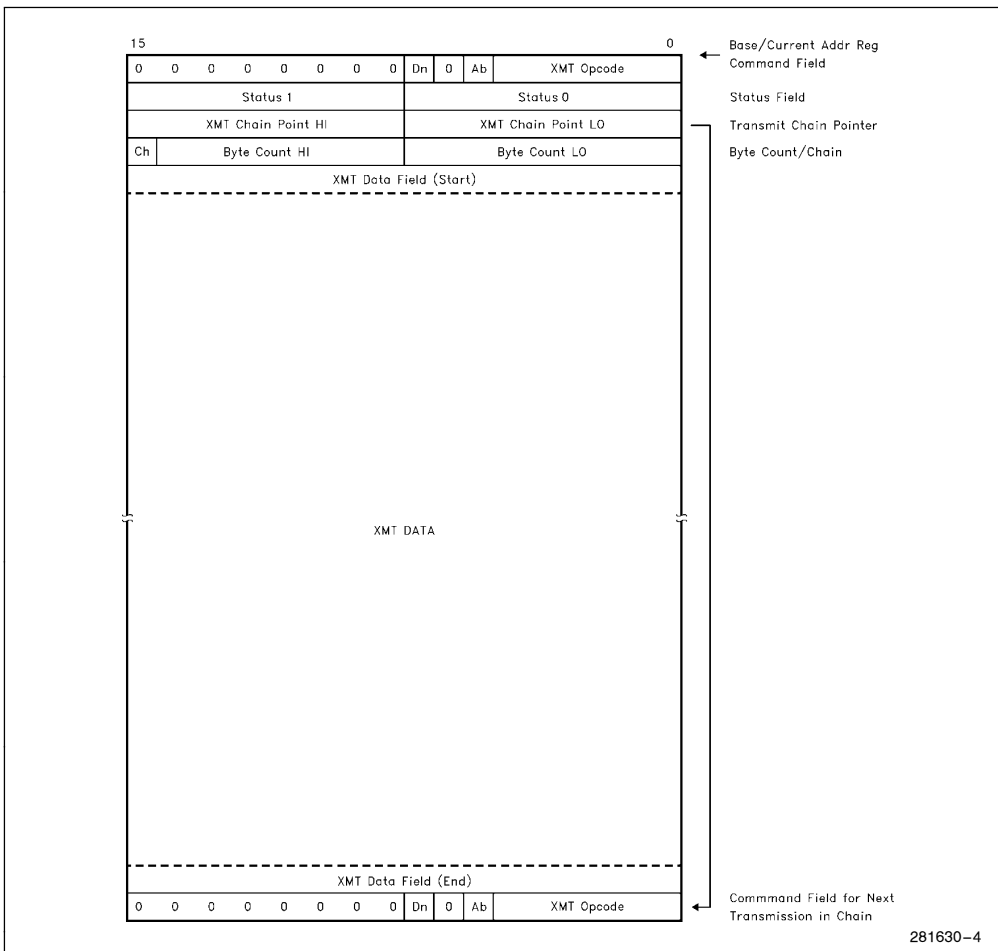 15 0 Base/Current Addr Reg
0 0 0 0 0 0 0 0 Dn 0 Ab XMT Opcode Command Field
Status 1 Status 0 Status Field
XMT Chain Point HI XMT Chain Point LO Transmit Chain Pointer
Ch Byte Count HI Byte Count LO Byte Count/Chain
XMT Data Field (Start)
XMT DATA
XMT Data Field (End)
0 0 0 0 0 0 0 0 Dn 0 Ab XMT Opcode Commmand Field for Next
Transmission in Chain
281630-4